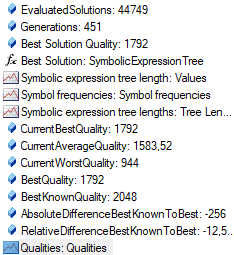 EvaluatedSolutions: 44749
Generations: 451
Best Solution Quality: 1792
fx Best Solution: SymbolicExpressionTree
Symbolic expression tree length: Values
Symbol frequencies: Symbol frequencies
Symbolic expression tree lengths: Tree Len...
CurrentBestQuality: 1792
CurrentAverageQuality: 1583,52
CurrentWorstQuality: 944
BestQuality: 1792
BestKnownQuality: 2048
AbsoluteDifferenceBestKnownToBest: -256
RelativeDifferenceBestKnownToBest: -12,5...
Qualities: Qualities